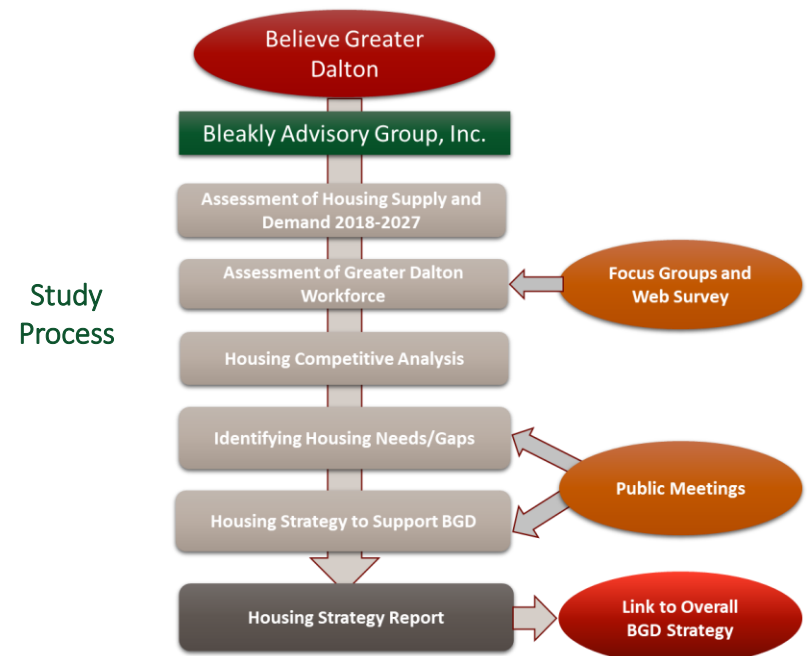 Believe Greater
Dalton
Bleakly Advisory Group, Inc.
Assessment of Housing Supply and
Demand 2018-2027
Assessment of Greater Dalton
Workforce
Focus Groups and
Web Survey
Study
Process
Housing Competitive Analysis
Identifying Housing Needs/Gaps
Public Meetings
Housing Strategy to Support BGD
Housing Strategy Report
Link to Overall
BGD Strategy